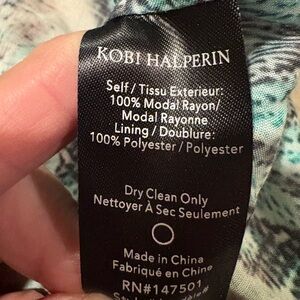 KOBI HALPERIN
Self / Tissu Exterieur:
100% Modal Rayon/
Modal Rayonne
Lining / Doublure:
100% Polyester / Polyester
Dry Clean Only
Nettoyer À Sec Seulement
Made in China
Fabriqué en Chine
RN#147501